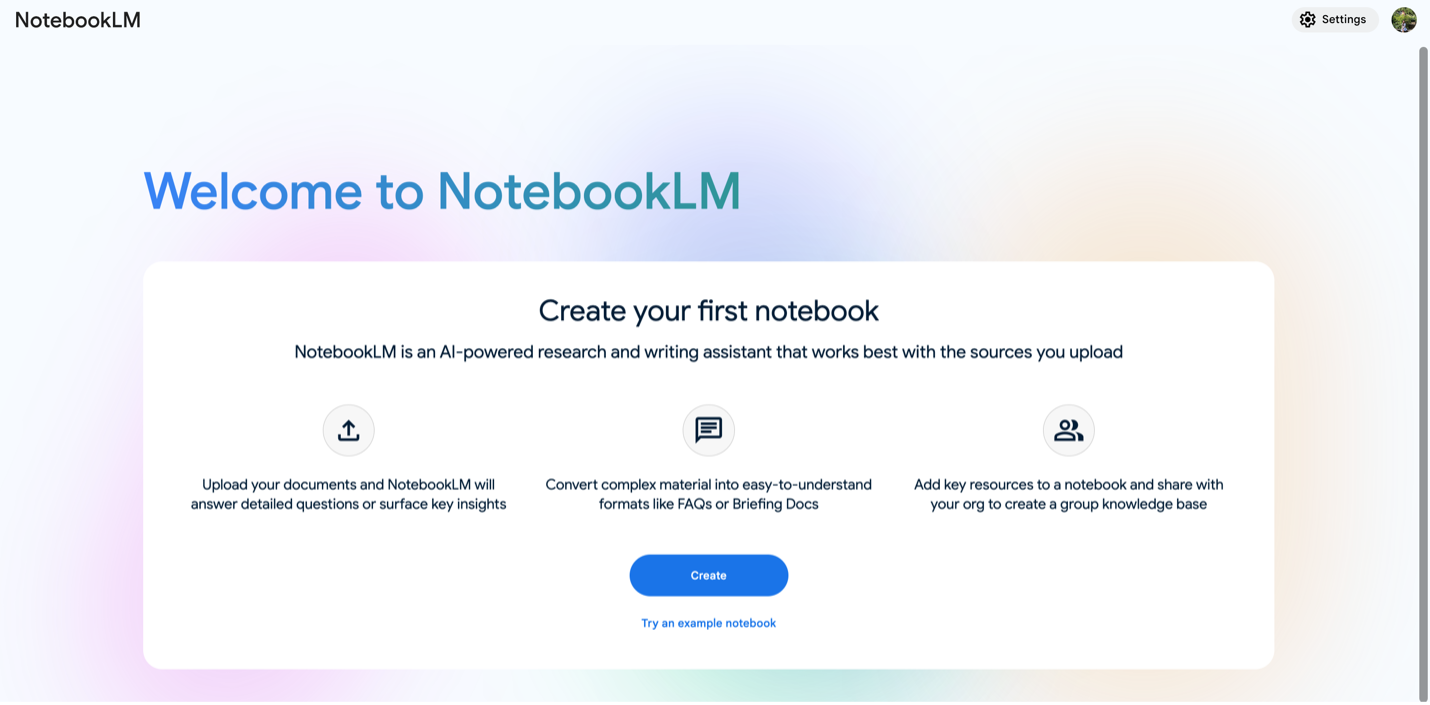 NotebookLM
Settings
Welcome to NotebookLM
Create your first notebook
NotebookLM is an AI-powered research and writing assistant that works best with the sources you upload
Upload your documents and NotebookLM will
answer detailed questions or surface key insights
Convert complex material into easy-to-understand
formats like FAQs or Briefing Docs
Add key resources to a notebook and share with
your org to create a group knowledge base
Create
Try an example notebook